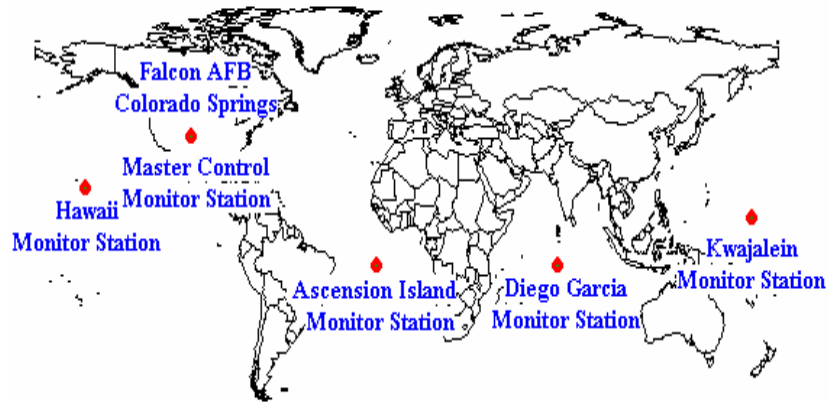 Falcon AFB
Colorado Springs
Master Control
Monitor Station
Hawaii
Monitor Station
Ascension Island
Monitor Station
Diego Garcia
Monitor Station
Kwajalein
Monitor Station